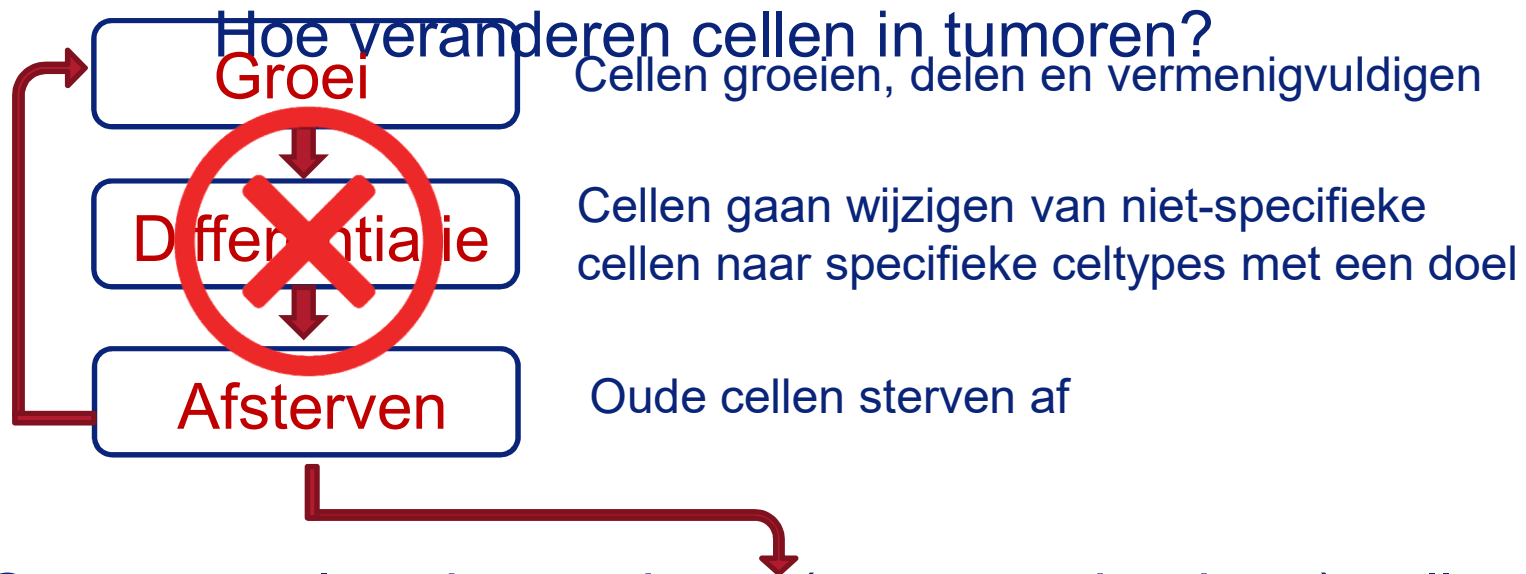 Hoe veranderen cellen in tumoren?
Groei
Cellen groeien, delen en vermenigvuldigen
Differentiatie
Cellen gaan wijzigen van niet-specifieke
cellen naar specifieke celtypes met een doel
Afsterven
Oude cellen sterven af